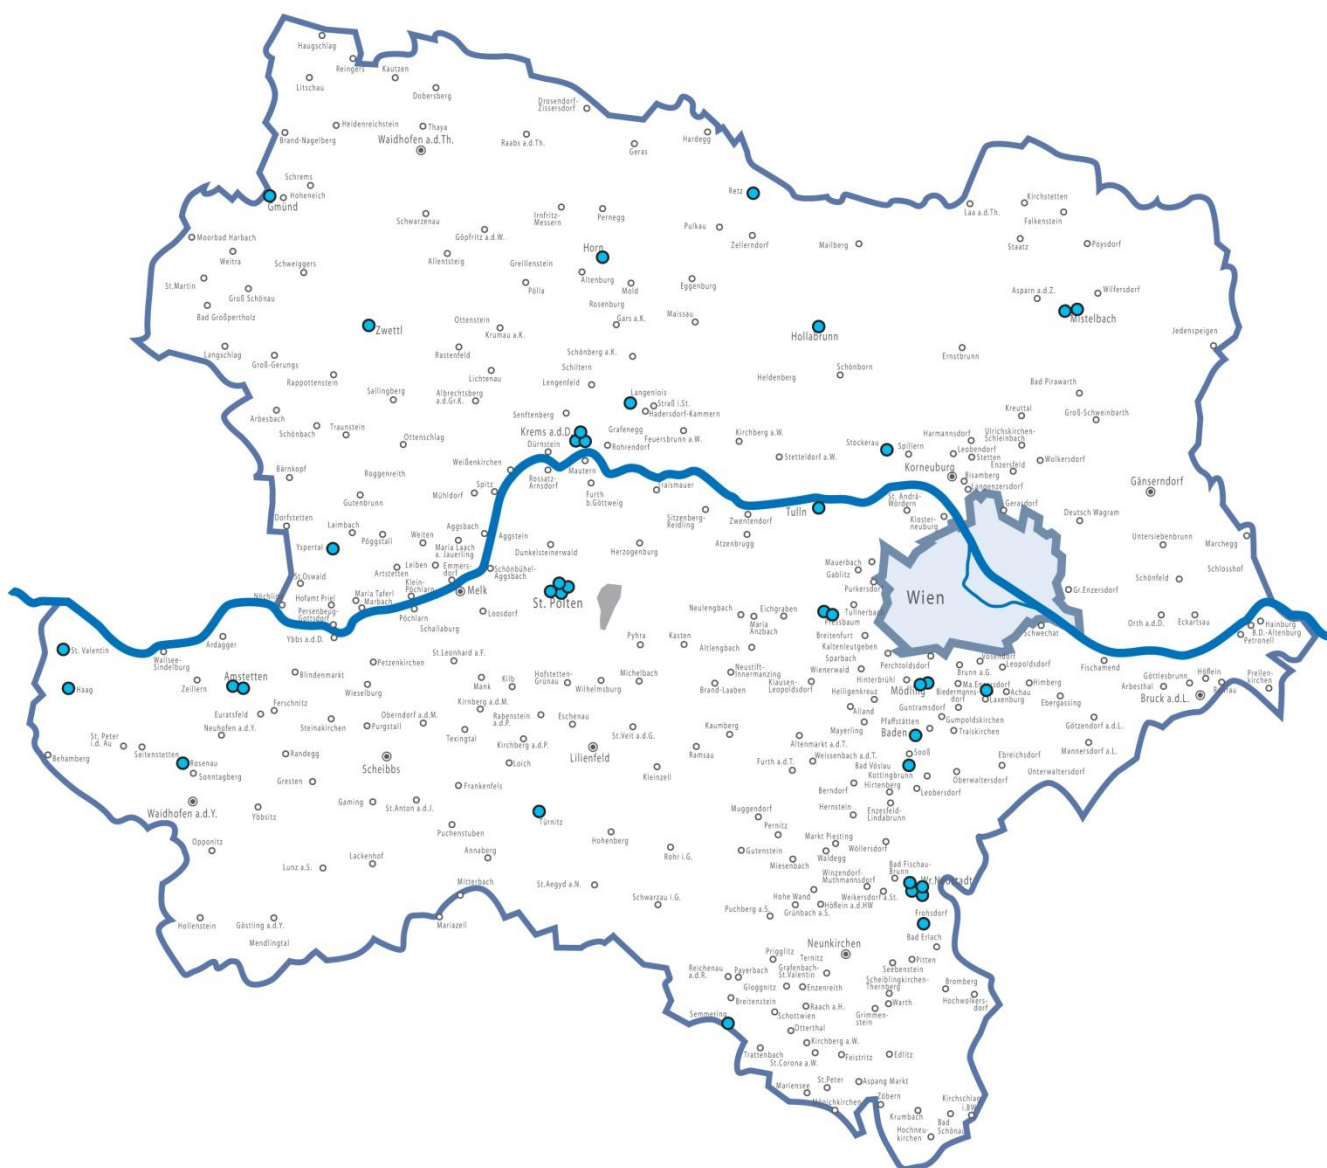 Haugschlag
Reingers
Kautzen
Litschau
Dobersberg
Drosendorf-
Zissersdorf
Heidenreichstein
Thaya
Brand-Nagelberg
Waidhofen a.d.Th.
Raabs a.d.Th.
Geras
Hardegg
Schrems
Hoheneich
Gmünd
Retz
Kirchstetten
Laa a.d.Th.
Falkenstein
Schwarzenau
Irnfritz-
Messern
Pernegg
Göpfritz a.d.W.
Pulkau
Zellerndorf
Mailberg
Staatz
Poysdorf
Moorbad Harbach
Weitra
Allentsteig
Horn
Schweiggers
Greillenstein
Altenburg
St.Martin
Groß Schönau
Pölla
Mold
Eggenburg
Asparn a.d.Z.
Wilfersdorf
Rosenburg
Bad Großpertholz
Zwettl
Ottenstein
Krumau a.K.
Gars a.K.
Maissau
Hollabrunn
Mistelbach
Jedenspeigen
Langschlag
Groß-Gerungs
Rastenfeld
Schönberg a.K.
Ernstbrunn
Rappottenstein
Lichtenau
Schiltern
Lengenfeld
Heldenberg
Schönborn
Bad Pirawarth
Sallingberg
Albrechtsberg
a.d.Gr.K.
Langenlois
Straß i.St.
Hadersdorf-Kammern
Arbesbach
Schönbach
Traunstein
Senftenberg
Kreuttal
Groß-Schweinbarth
Krems a.d.D.
Grafenegg
Feuersbrunn a.W.
Kirchberg a.W.
Harmannsdorf
Ulrichskirchen-
Schleinbach
Ottenschlag
Dürnstein
Rohrendorf
Stockerau
Spillern
Leobendorf
Stetten
Wolkersdorf
Weißenkirchen
Mautern
Stetteldorf a.W.
Korneuburg
Enzersfeld
Bärnkopf
Roggenreith
Rossatz-
Arnsdorf
Bisamberg
Langenzersdorf
Gänserndorf
Gutenbrunn
Mühldorf
Spitz
Furth
b.Göttweig
Traismauer
St. Andrä-
Wördern
Gerasdorf
Dorfstetten
Laimbach
Sitzenberg-
Reidling
Zwentendorf
Tulln
Kloster-
neuburg
Deutsch Wagram
Yspertal
Pöggstall
Weiten
Aggsbach
Maria Laach
a. Jauerling
Aggstein
Dunkelsteinerwald
Herzogenburg
Atzenbrugg
Untersiebenbrunn
Marchegg
Mauerbach
Gablitz
Schlosshof
St.Oswald
Artstetten
Leiben
Emmers-
dorf
Schönbühel-
Aggsbach
Purkersdorf
Gr.Enzersdorf
Schönfeld
Nöchling
Hofamt Priel
Maria Taferl
Klein-
Pöchlarn
Melk
St. Pölten
Wien
Persenbeug-
Gottsdorf
Marbach
Pöchlarn
Loosdorf
Neulengbach
Eichgraben
Tullnerbach
Pressbaum
Orth a.d.D.
Eckartsau
Hainburg
B.D.-Altenburg
Petronell
Ybbs a.d.D.
Schallaburg
Pyhra
Kasten
Maria
Anzbach
Breitenfurt
Schwechat
St. Valentin
Ardagger
Wallsee-
Sindelburg
Altlengbach
Kaltenleutgeben
Haag
Zeillern
Amstetten
Blindenmarkt
Petzenkirchen
St.Leonhard a.F.
Hofstetten-
Grünau
Michelbach
Neustift-
Innermanzing
Sparbach
Wienerwald
Perchtoldsdorf
Vösendorf
Leopoldsdorf
Fischamend
Höflein
Prellen-
kirchen
Wieselburg
Mank
Kilb
Wilhelmsburg
Brand-Laaben
Klausen-
Leopoldsdorf
Hinterbrühl
Brunn a.G.
Ma.Enzersdorf
Himberg
Göttlesbrunn
Arbesthal
Rohrau
Mödling
Biedermanns-
dorf
Achau
Laxenburg
Ebergassing
Bruck a.d.L.
Euratsfeld
Ferschnitz
Kirnberg a.d.M.
Rabenstein
a.d.P.
Heiligenkreuz
Alland
Guntramsdorf
Gumpoldskirchen
Neuhofen a.d.Y.
Steinakirchen
Purgstall
Oberndorf a.d.M.
Texingtal
Eschenau
St.Veit a.d.G.
Kaumberg
Mayerling
Pfaffstätten
Traiskirchen
Götzendorf a.d.L.
St. Peter
i.d. Au
Seitenstetten
Kirchberg a.d.P.
Baden
Behamberg
Rosenau
Sonntagberg
Randegg
Scheibbs
Loich
Lilienfeld
Ramsau
Altenmarkt a.d.T.
Weissenbach a.d.T.
Sooß
Ebreichsdorf
Mannersdorf a.L.
Kleinzell
Furth a.d.T.
Bad Vöslau
Kottingbrunn
Oberwaltersdorf
Unterwaltersdorf
Gresten
Frankenfels
Berndorf
Hirtenberg
Leobersdorf
Waidhofen a.d.Y.
Ybbsitz
Gaming
St.Anton a.d.J.
Türnitz
Hernstein
Enzesfeld-
Lindabrunn
Puchenstuben
Muggendorf
Pernitz
Opponitz
Hohenberg
Markt Piesting
Wöllersdorf
Lunz a.S.
Lackenhof
Annaberg
Rohr i.G.
Gutenstein
Miesenbach
Waldegg
Bad Fischau-
Brunn
Mitterbach
St.Aegyd a.N.
Winzendorf-
Muthmannsdorf
Wr.Neustadt
Schwarzau i.G.
Hohe Wand
Weikersdorf a.St.
Hollenstein
Göstling a.d.Y.
Mariazell
Puchberg a.S.
Grünbach a.S.
Höflein a.d.HW
Frohsdorf
Mendlingtal
Neunkirchen
Bad Erlach
Prigglitz
Ternitz
Pitten
Reichenau
a.d.R.
Payerbach
Grafenbach-
St.Valentin
Seebenstein
Gloggnitz
Enzenreith
Scheiblingkirchen-
Thernberg
Bromberg
Breitenstein
Raach a.H.
Warth
Hochwolkers-
dorf
Semmering
Schottwien
Grimmen-
stein
Otterthal
Kirchberg a.W.
Trattenbach
St.Corona a.W.
Feistritz
Edlitz
Mariensee
St.Peter
Aspang Markt
Mönichkirchen
Zöbern
Krumbach
Kirchschlag
i.BW
Bad
Schönau
Hochneu-
kirchen